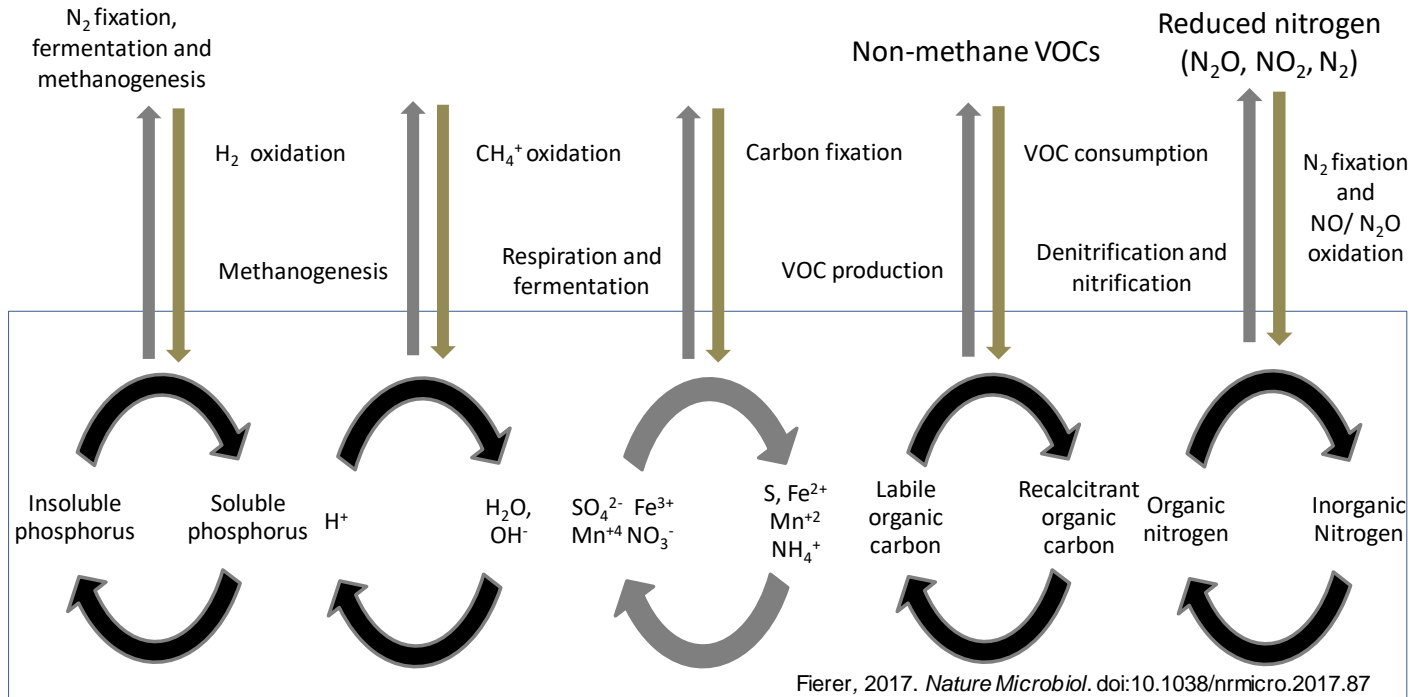 N₂ fixation,
fermentation and
methanogenesis
Non-methane VOCs
Reduced nitrogen
(N₂O, NO₂, N₂)
H₂ oxidation
CH₄⁺ oxidation
Carbon fixation
VOC consumption
N₂ fixation
and
NO/ N₂O
oxidation
Methanogenesis
Respiration and
fermentation
VOC production
Denitrification and
nitrification
Insoluble
phosphorus
Soluble
phosphorus
H⁺
H₂O,
OH⁻
SO₄²⁻ Fe³⁺
Mn⁺⁴ NO₃⁻
S, Fe²⁺
Mn⁺²
NH₄⁺
Labile
organic
carbon
Recalcitrant
organic
carbon
Organic
nitrogen
Inorganic
Nitrogen
Fierer, 2017. Nature Microbiol. doi:10.1038/nrmicro.2017.87